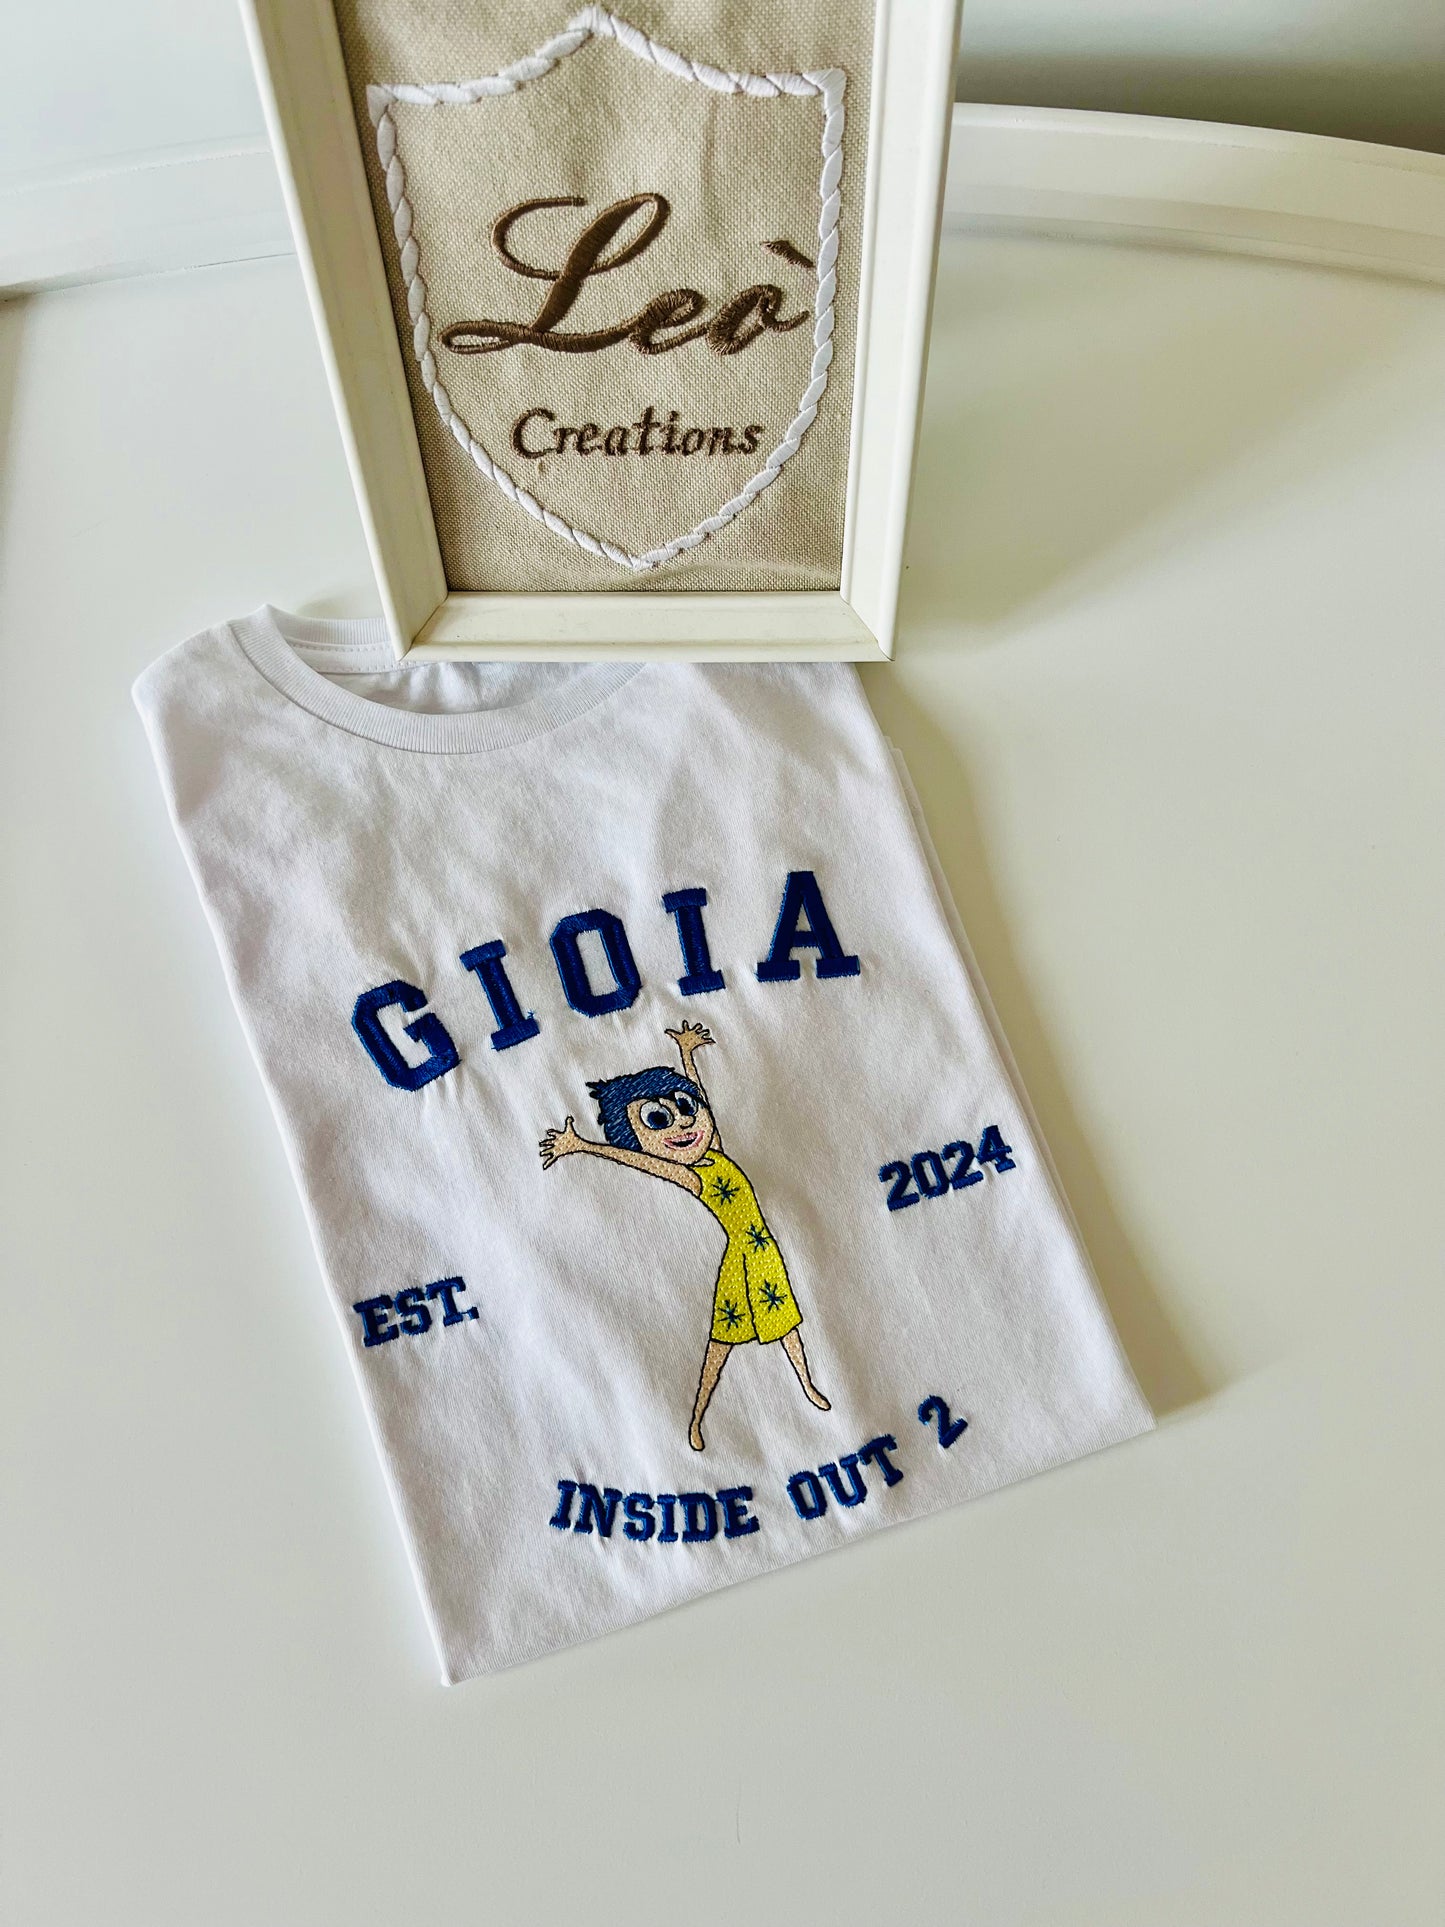 Leò
Creations
GIOIA
EST.
2024
INSIDE OUT 2